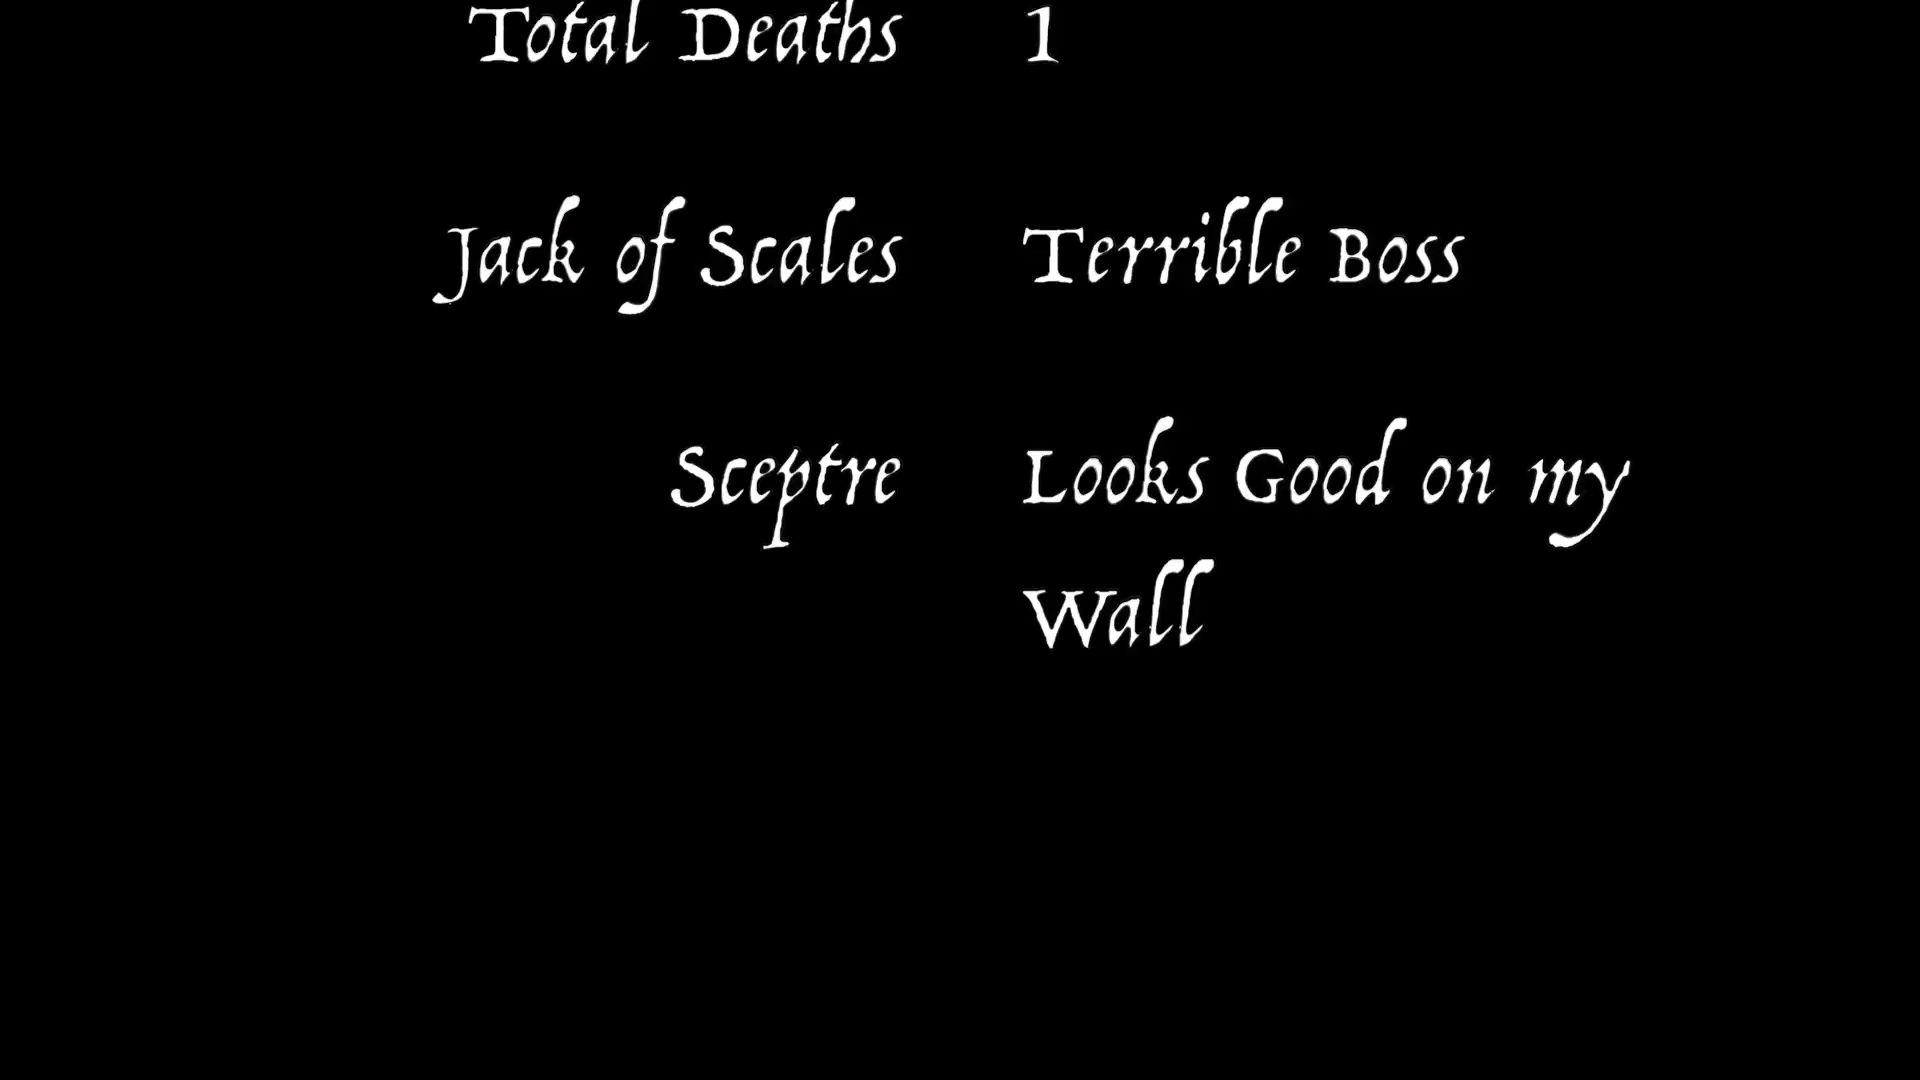 Total Deaths 1
Jack of Scales Terrible Boss
Sceptre Looks Good on my
Wall